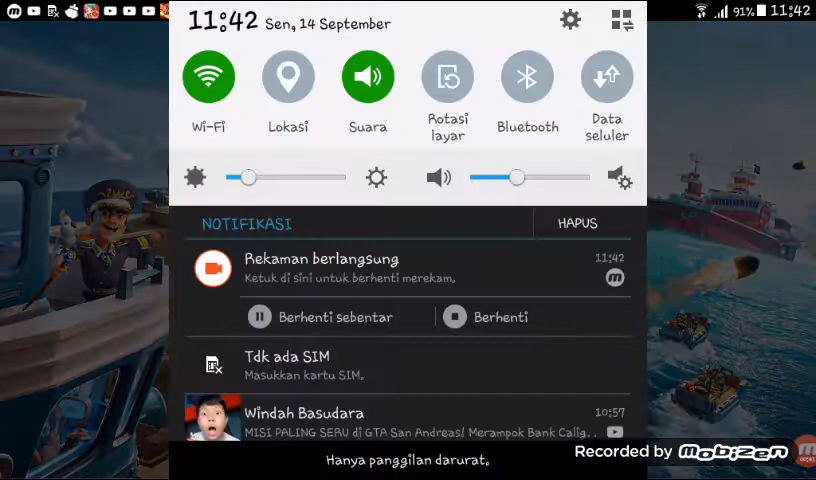 91% 11:42
11:42 Sen, 14 September
Wi-Fi
Lokasi
Suara
Rotasi
layar
Bluetooth
Data
seluler
NOTIFIKASI
HAPUS
Rekaman berlangsung
11:42
Ketuk di sini untuk berhenti merekam.
Berhenti sebentar
Berhenti
Tdk ada SIM
Masukkan kartu SIM.
Windah Basudara
10:57
MISI PALING SERU di GTA San Andreas! Merampok Bank Calig..
Hanya panggilan darurat.
Recorded by Mobizen